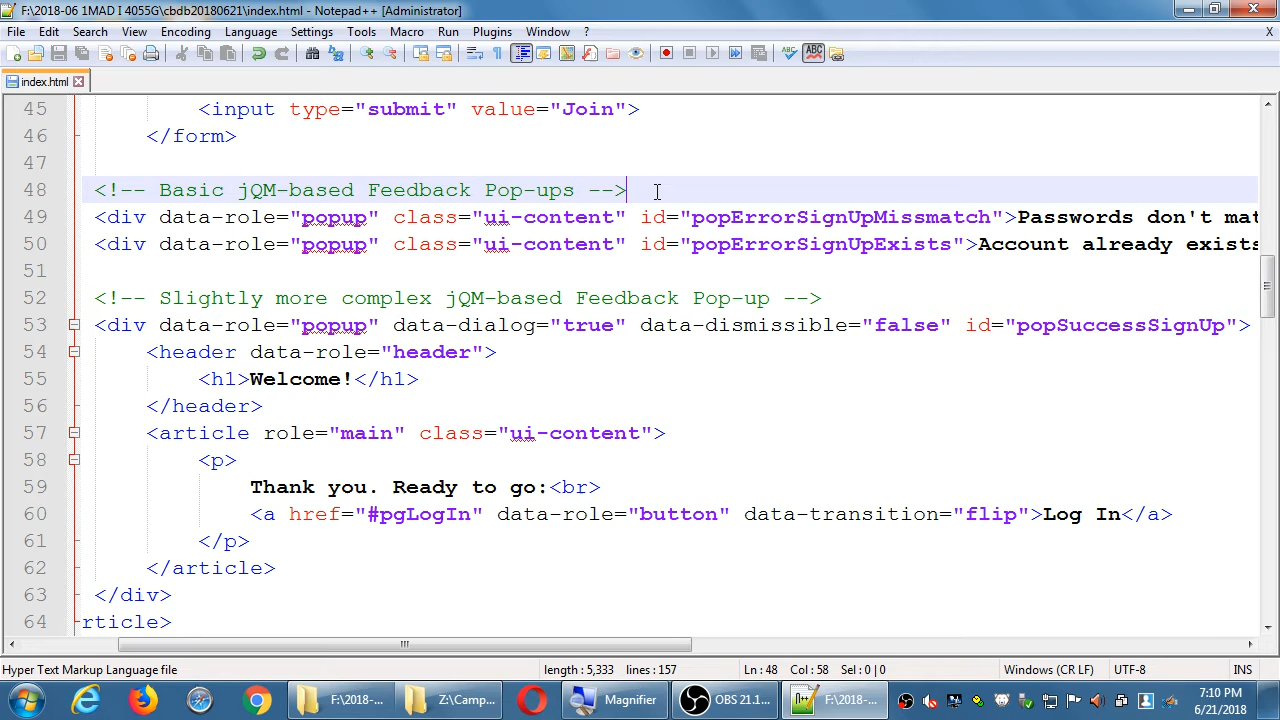 F:\2018-06 1MAD I 4055G\cbdb20180621\index.html - Notepad++ [Administrator]
File Edit Search View Encoding Language Settings Tools Macro Run Plugins Window ? X
index.html
45 <input type="submit" value="Join">
46 </form>
47
48 <!-- Basic jQM-based Feedback Pop-ups -->
49 <div data-role="popup" class="ui-content" id="popErrorSignUpMissmatch">Passwords don't mat
50 <div data-role="popup" class="ui-content" id="popErrorSignUpExists">Account already exists
51
52 <!-- Slightly more complex jQM-based Feedback Pop-up -->
53 <div data-role="popup" data-dialog="true" data-dismissible="false" id="popSuccessSignUp">
54 <header data-role="header">
55 <h1>Welcome!</h1>
56 </header>
57 <article role="main" class="ui-content">
58 <p>
59 Thank you. Ready to go:<br>
60 <a href="#pgLogIn" data-role="button" data-transition="flip">Log In</a>
61 </p>
62 </article>
63 </div>
64 rticle>
Hyper Text Markup Language file length : 5,333 lines : 157 Ln : 48 Col : 58 Sel : 0 | 0 Windows (CR LF) UTF-8 INS
F:\2018-... Z:\Camp... Magnifier OBS 21.1... F:\2018-... 7:10 PM
6/21/2018